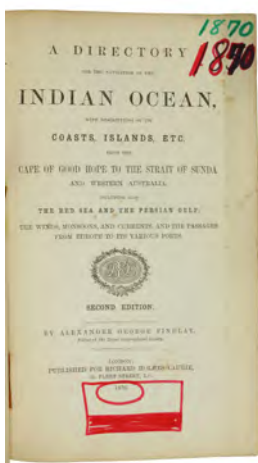 1870
1870
A DIRECTORY
FOR THE NAVIGATION OF THE
INDIAN OCEAN,
WITH DESCRIPTIONS OF ITS
COASTS, ISLANDS, ETC.
FROM THE
CAPE OF GOOD HOPE TO THE STRAIT OF SUNDA
AND WESTERN AUSTRALIA
INCLUDING ALSO
THE RED SEA AND THE PERSIAN GULF;
THE WINDS, MONSOONS, AND CURRENTS, AND THE PASSAGES
FROM EUROPE TO ITS VARIOUS PORTS.
SECOND EDITION.
BY ALEXANDER GEORGE FINDLAY,
LONDON:
PUBLISHED FOR RICHARD HOLMES LAURIE,
53, FLEET STREET, E.C.
1870.